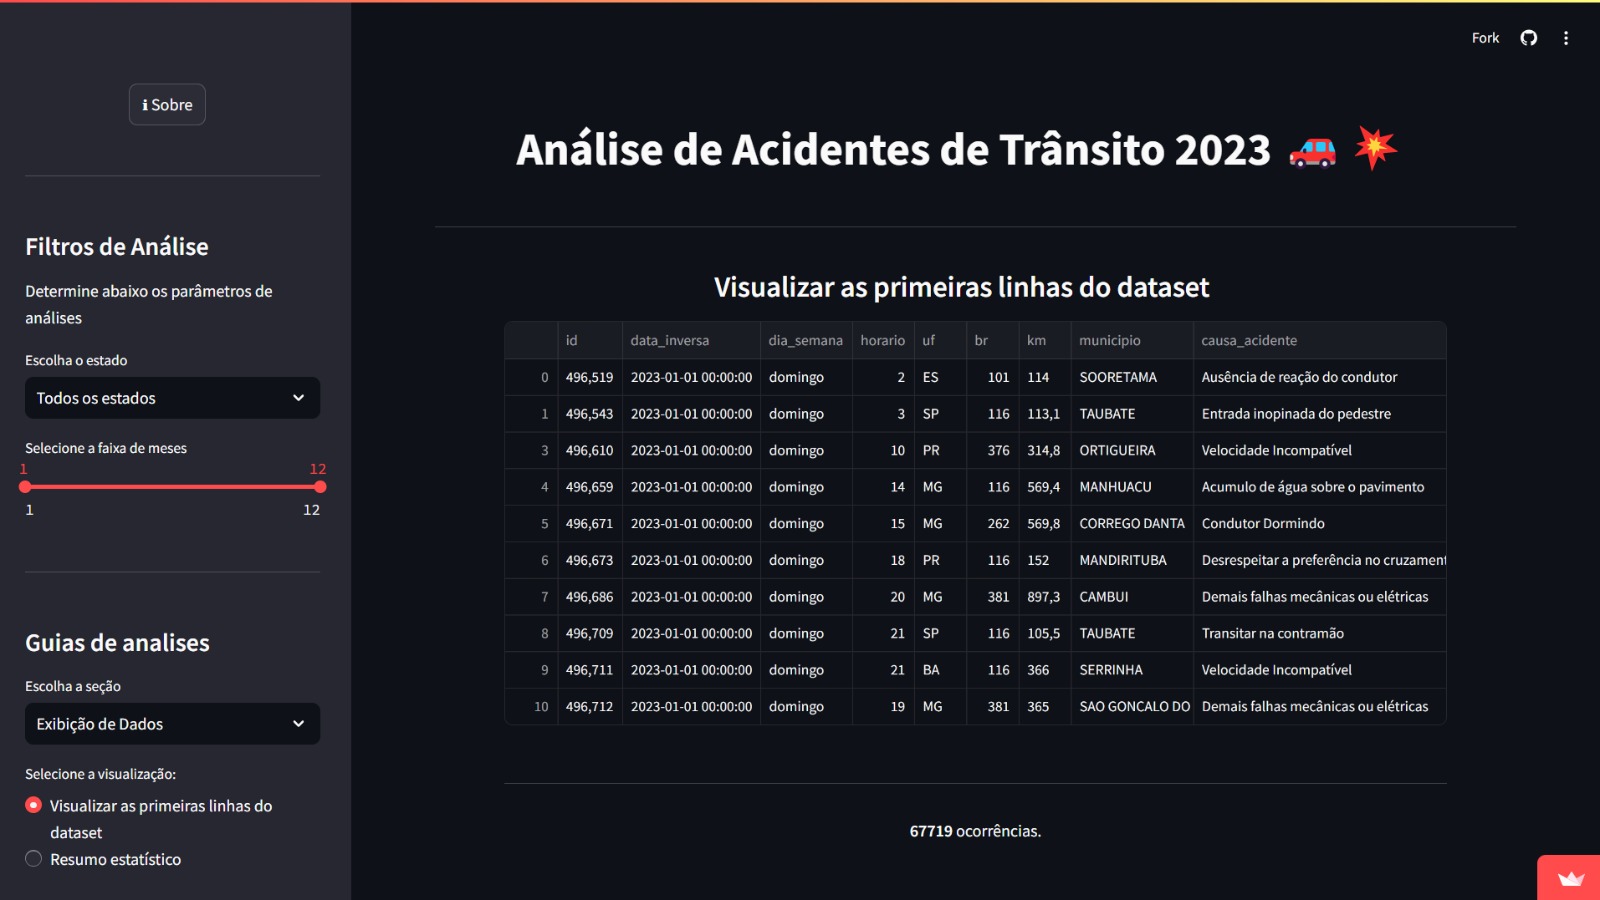 Fork
ℹ Sobre
Análise de Acidentes de Trânsito 2023
Filtros de Análise
Determine abaixo os parâmetros de
análises
Escolha o estado
Todos os estados
Selecione a faixa de meses
1 12
1 12
Guias de analises
Escolha a seção
Exibição de Dados
Selecione a visualização:
Visualizar as primeiras linhas do
dataset
Resumo estatístico
Visualizar as primeiras linhas do dataset
id data_inversa dia_semana horario uf br km municipio causa_acidente
0 496,519 2023-01-01 00:00:00 domingo 2 ES 101 114 SOORETAMA Ausência de reação do condutor
1 496,543 2023-01-01 00:00:00 domingo 3 SP 116 113,1 TAUBATE Entrada inopinada do pedestre
3 496,610 2023-01-01 00:00:00 domingo 10 PR 376 314,8 ORTIGUEIRA Velocidade Incompatível
4 496,659 2023-01-01 00:00:00 domingo 14 MG 116 569,4 MANHUACU Acumulo de água sobre o pavimento
5 496,671 2023-01-01 00:00:00 domingo 15 MG 262 569,8 CORREGO DANTA Condutor Dormindo
6 496,673 2023-01-01 00:00:00 domingo 18 PR 116 152 MANDIRITUBA Desrespeitar a preferência no cruzament
7 496,686 2023-01-01 00:00:00 domingo 20 MG 381 897,3 CAMBUI Demais falhas mecânicas ou elétricas
8 496,709 2023-01-01 00:00:00 domingo 21 SP 116 105,5 TAUBATE Transitar na contramão
9 496,711 2023-01-01 00:00:00 domingo 21 BA 116 366 SERRINHA Velocidade Incompatível
10 496,712 2023-01-01 00:00:00 domingo 19 MG 381 365 SAO GONCALO DO Demais falhas mecânicas ou elétricas
67719 ocorrências.